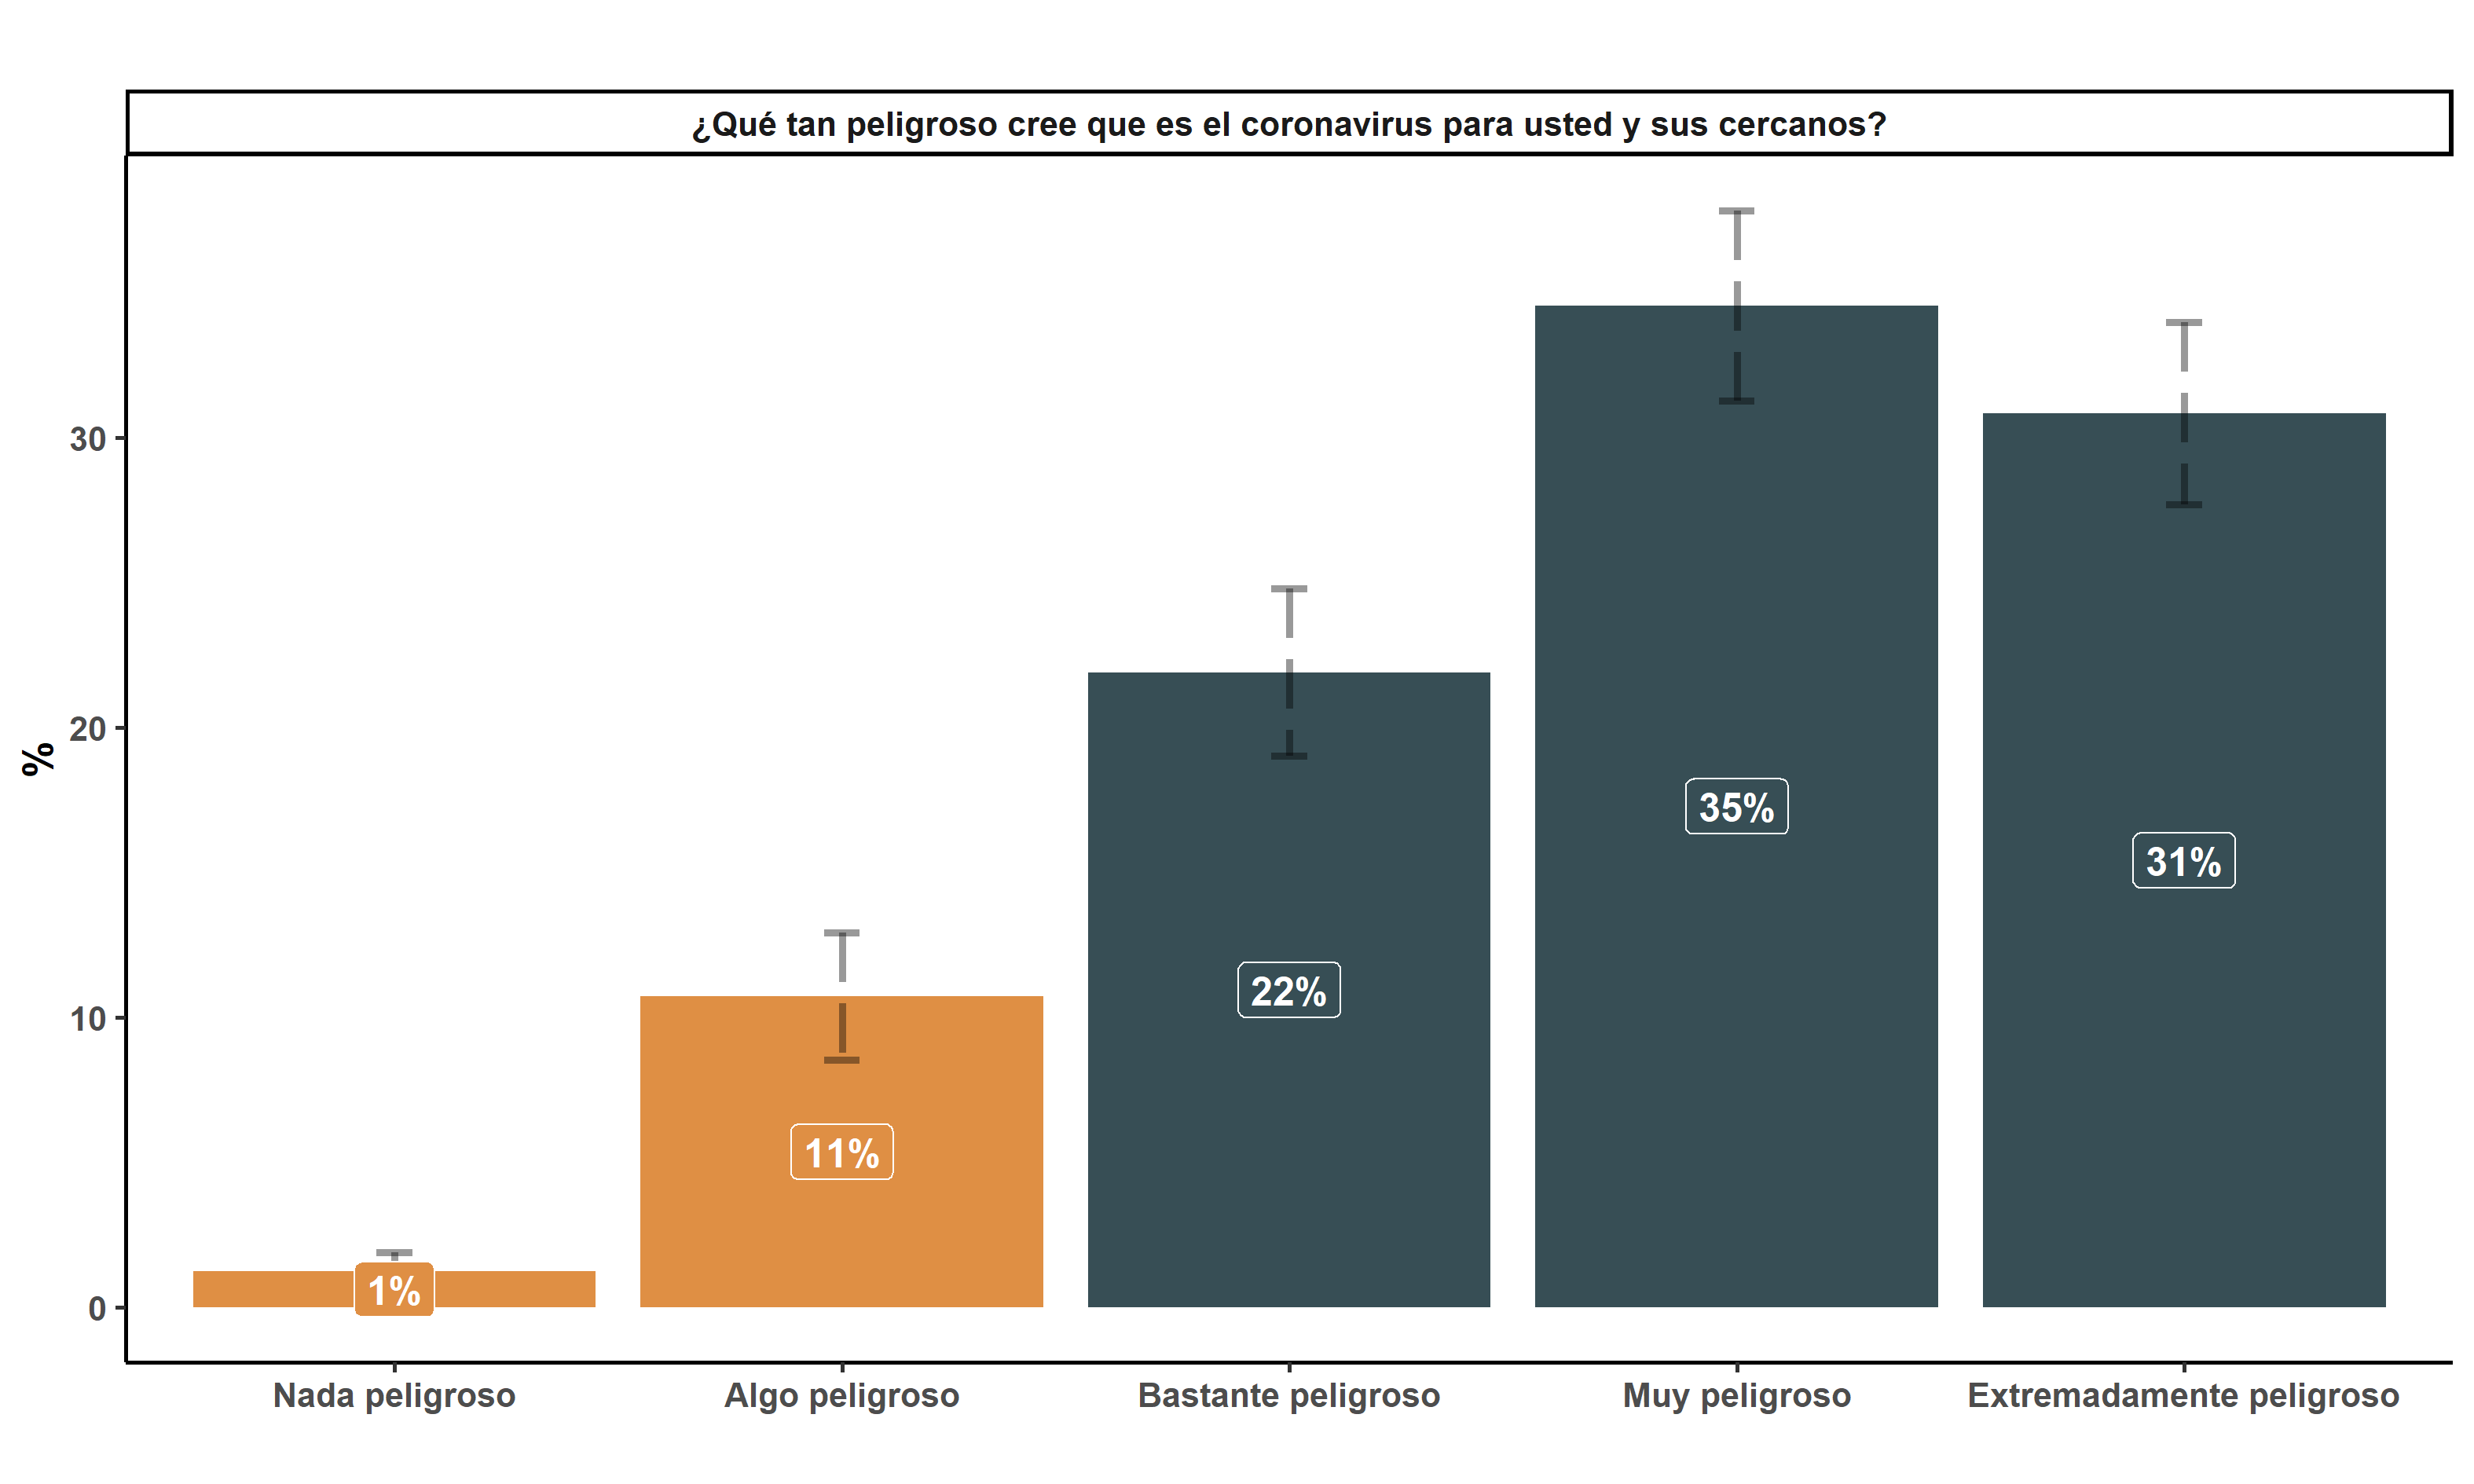 ¿Qué tan peligroso cree que es el coronavirus para usted y sus cercanos?
%
30
20
10
0
1%
11%
22%
35%
31%
Nada peligroso
Algo peligroso
Bastante peligroso
Muy peligroso
Extremadamente peligroso